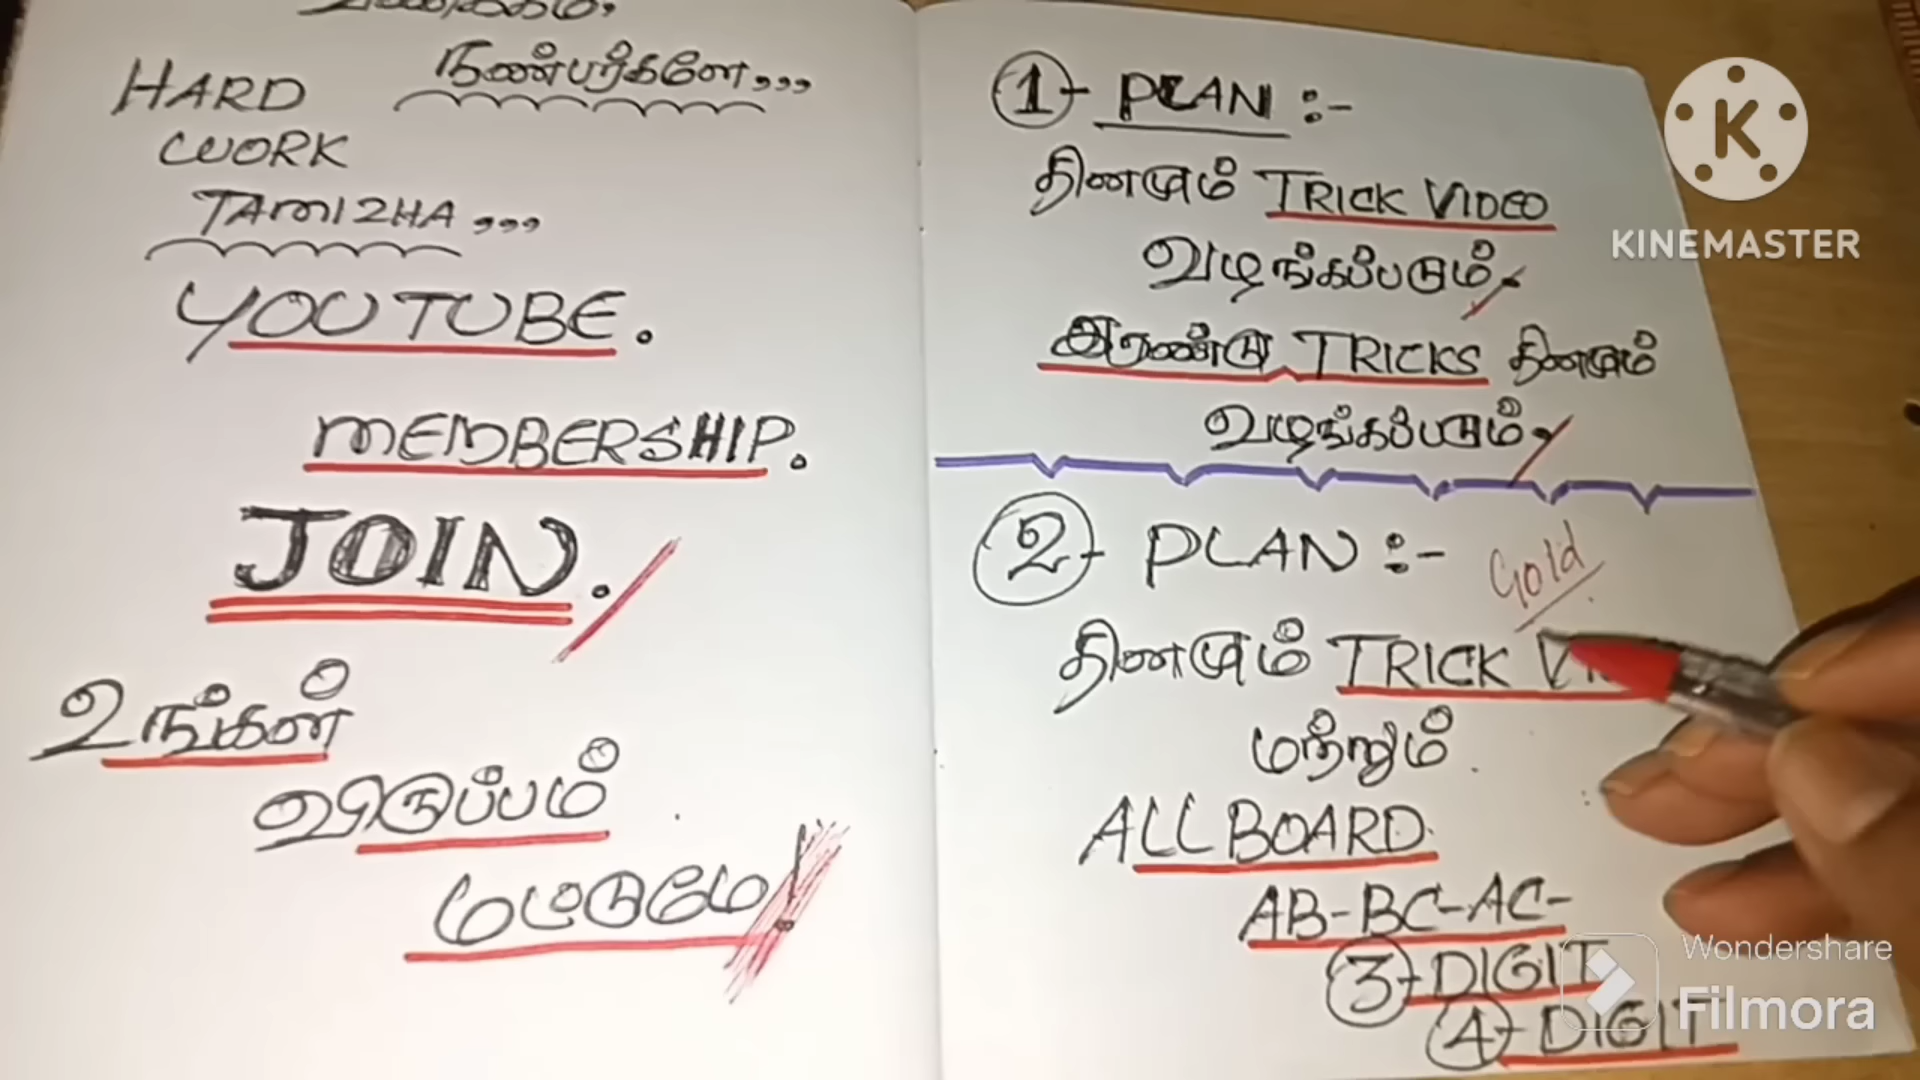 வணக்கம்,
நண்பர்களே,,,
HARD
WORK
TAMIZHA,,,
YOUTUBE.
MEMBERSHIP.
JOIN.
உங்கள்
விருப்பம்
மட்டுமே!
1- PLAN :-
தினமும் TRICK VIDEO
வழங்கப்படும்.
இரண்டு TRICKS தினமும்
வழங்கப்படும்.
2- PLAN :- Gold
தினமும் TRICK
மற்றும்
ALL BOARD
AB-BC-AC-
3-DIGIT
4-DIGIT
K
KINEMASTER
Wondershare
Filmora